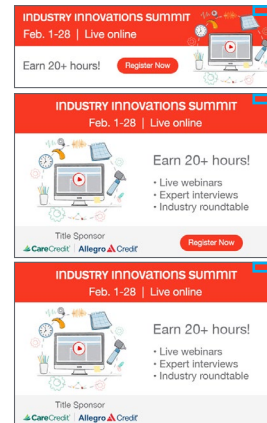 INDUSTRY INNOVATIONS SUMMIT
Feb. 1-28 | Live online
Earn 20+ hours!
Register Now
INDUSTRY INNOVATIONS SUMMIT
Feb. 1-28 | Live online
Earn 20+ hours!
• Live webinars
• Expert interviews
• Industry roundtable
Title Sponsor
CareCredit Allegro Credit
Register Now
INDUSTRY INNOVATIONS SUMMIT
Feb. 1-28 | Live online
Earn 20+ hours!
• Live webinars
• Expert interviews
• Industry roundtable
Title Sponsor
CareCredit Allegro Credit